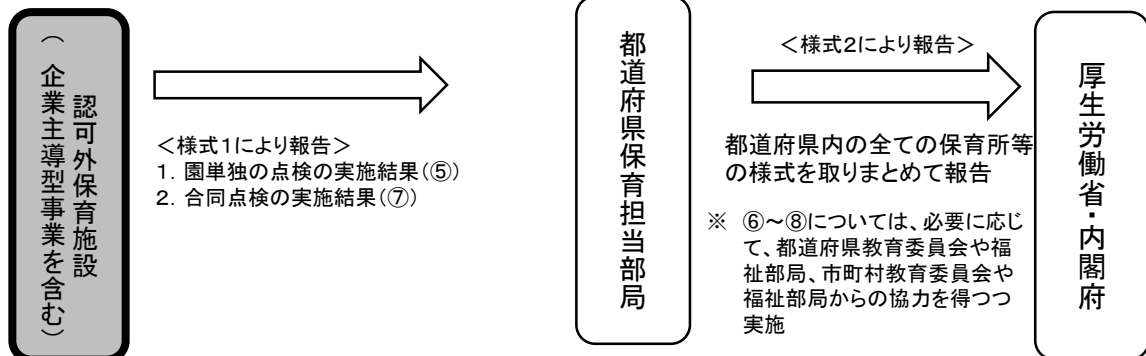 認可外保育施設
（企業主導型事業を含む）
＜様式1により報告＞
1．園単独の点検の実施結果（⑤）
2．合同点検の実施結果（⑦）
都道府県保育担当部局
＜様式2により報告＞
都道府県内の全ての保育所等
の様式を取りまとめて報告
※　⑥～⑧については、必要に応じ
て、都道府県教育委員会や福
祉部局、市町村教育委員会や
福祉部局からの協力を得つつ
実施
厚生労働省・内閣府